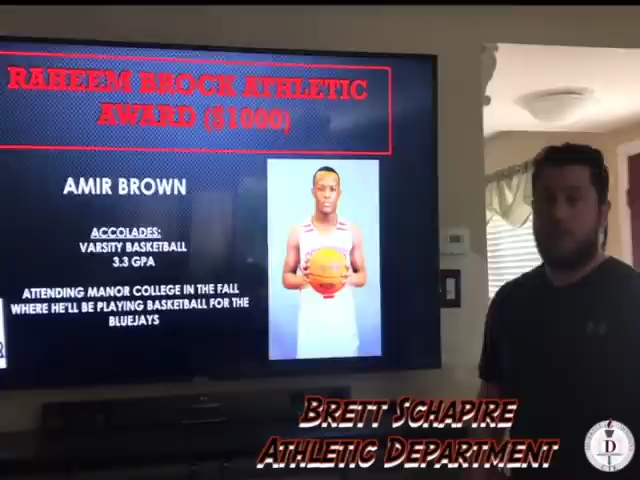 RAHEEM BROCK ATHLETIC
AWARD ($1000)
AMIR BROWN
ACCOLADES:
VARSITY BASKETBALL
3.3 GPA
ATTENDING MANOR COLLEGE IN THE FALL
WHERE HE'LL BE PLAYING BASKETBALL FOR THE
BLUEJAYS
BRETT SCHAPIRE
ATHLETIC DEPARTMENT
D